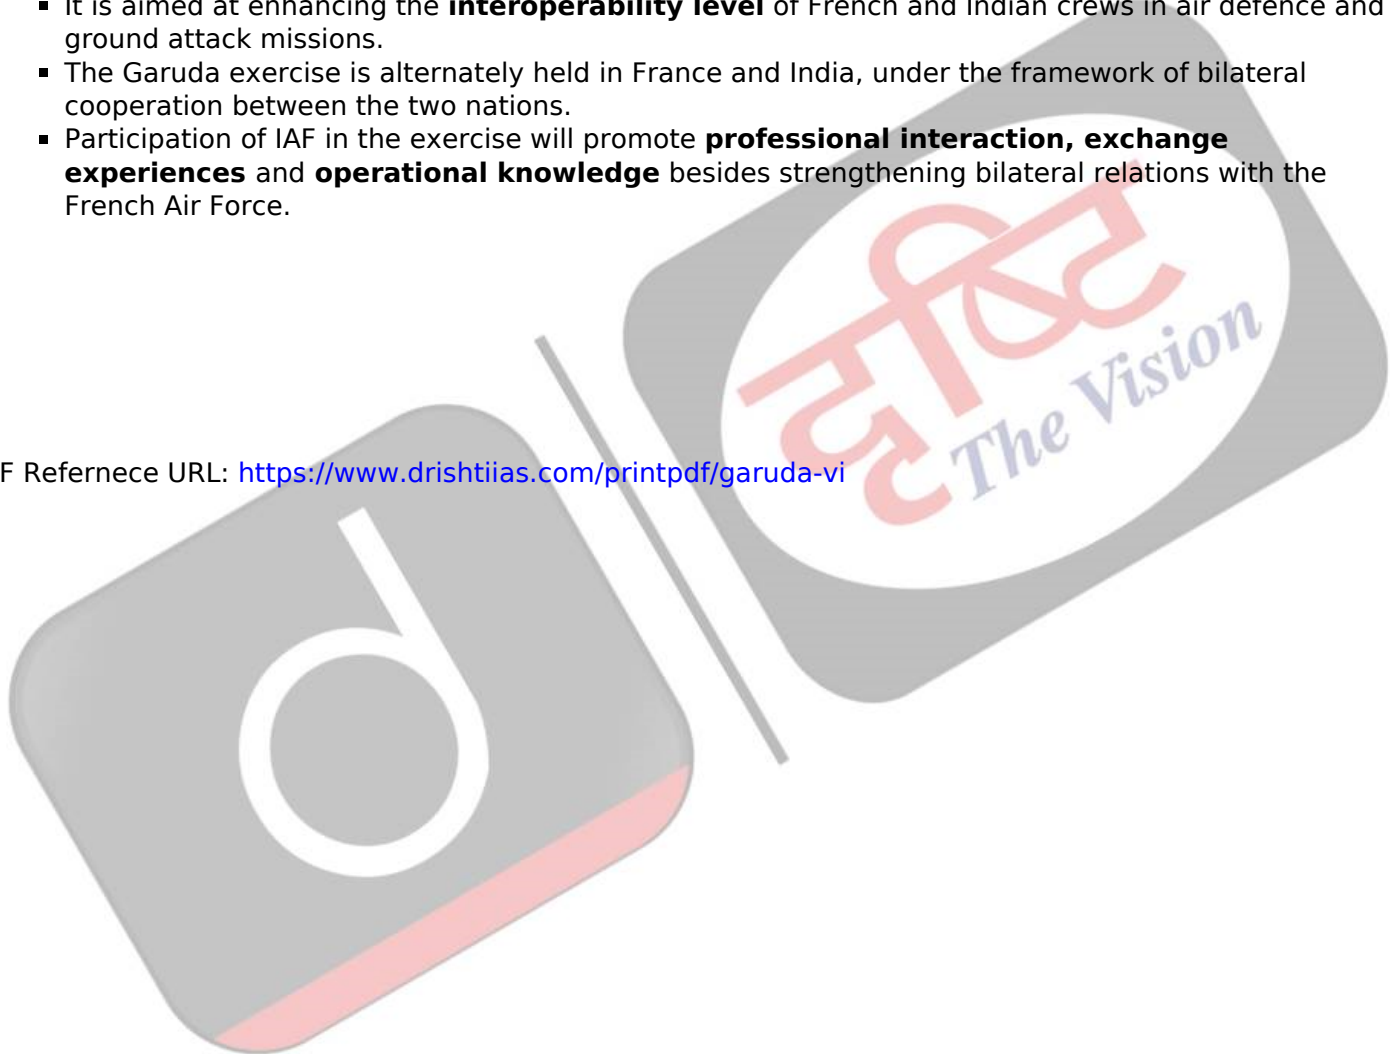 It is aimed at enhancing the interoperability level of French and Indian crews in air defence and
ground attack missions.
The Garuda exercise is alternately held in France and India, under the framework of bilateral
cooperation between the two nations.
Participation of IAF in the exercise will promote professional interaction, exchange
experiences and operational knowledge besides strengthening bilateral relations with the
French Air Force.
दृष्टि
The Vision
F Refernece URL: https://www.drishtiias.com/printpdf/garuda-vi
d